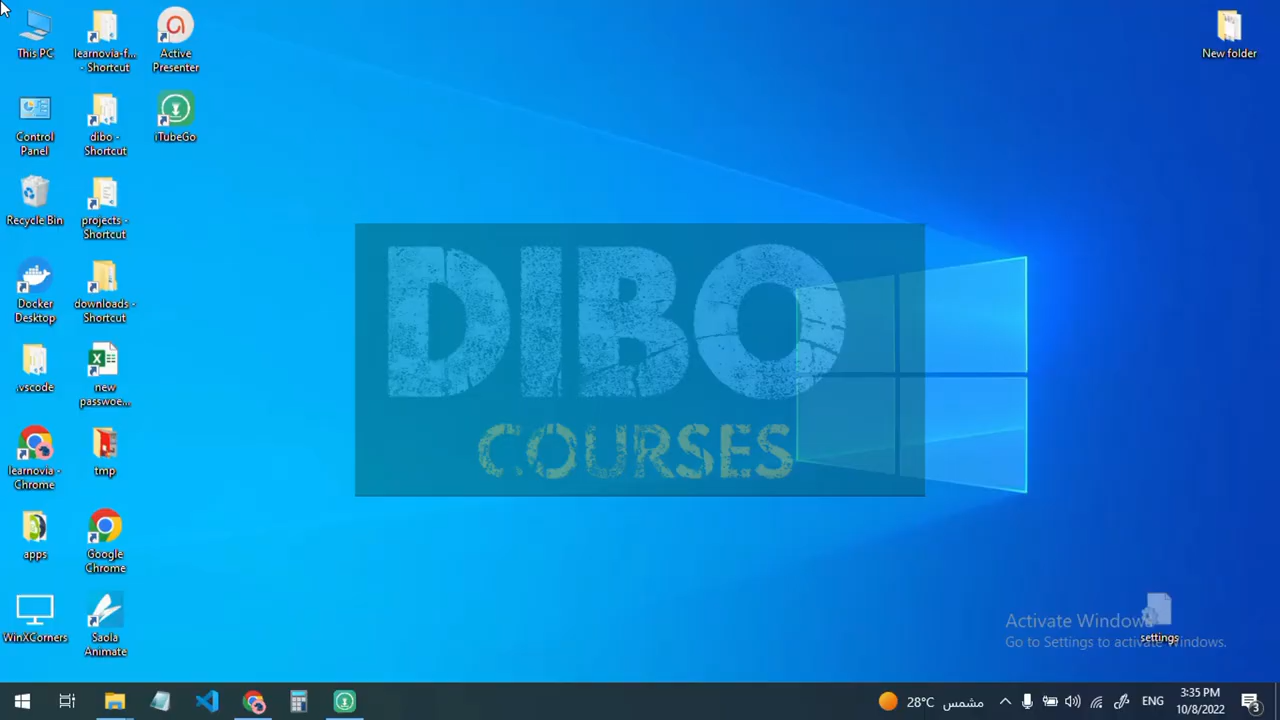 This PC
learnovia-f...
- Shortcut
Active
Presenter
New folder
Control
Panel
dibo -
Shortcut
iTubeGo
Recycle Bin
projects -
Shortcut
DIBO
COURSES
Docker
Desktop
downloads -
Shortcut
.vscode
new
passwoe...
learnovia -
Chrome
tmp
apps
Google
Chrome
WinXCorners
Saola
Animate
settings
Activate Windows
Go to Settings to activate Windows.
28°C مشمس
ENG
3:35 PM
10/8/2022
3